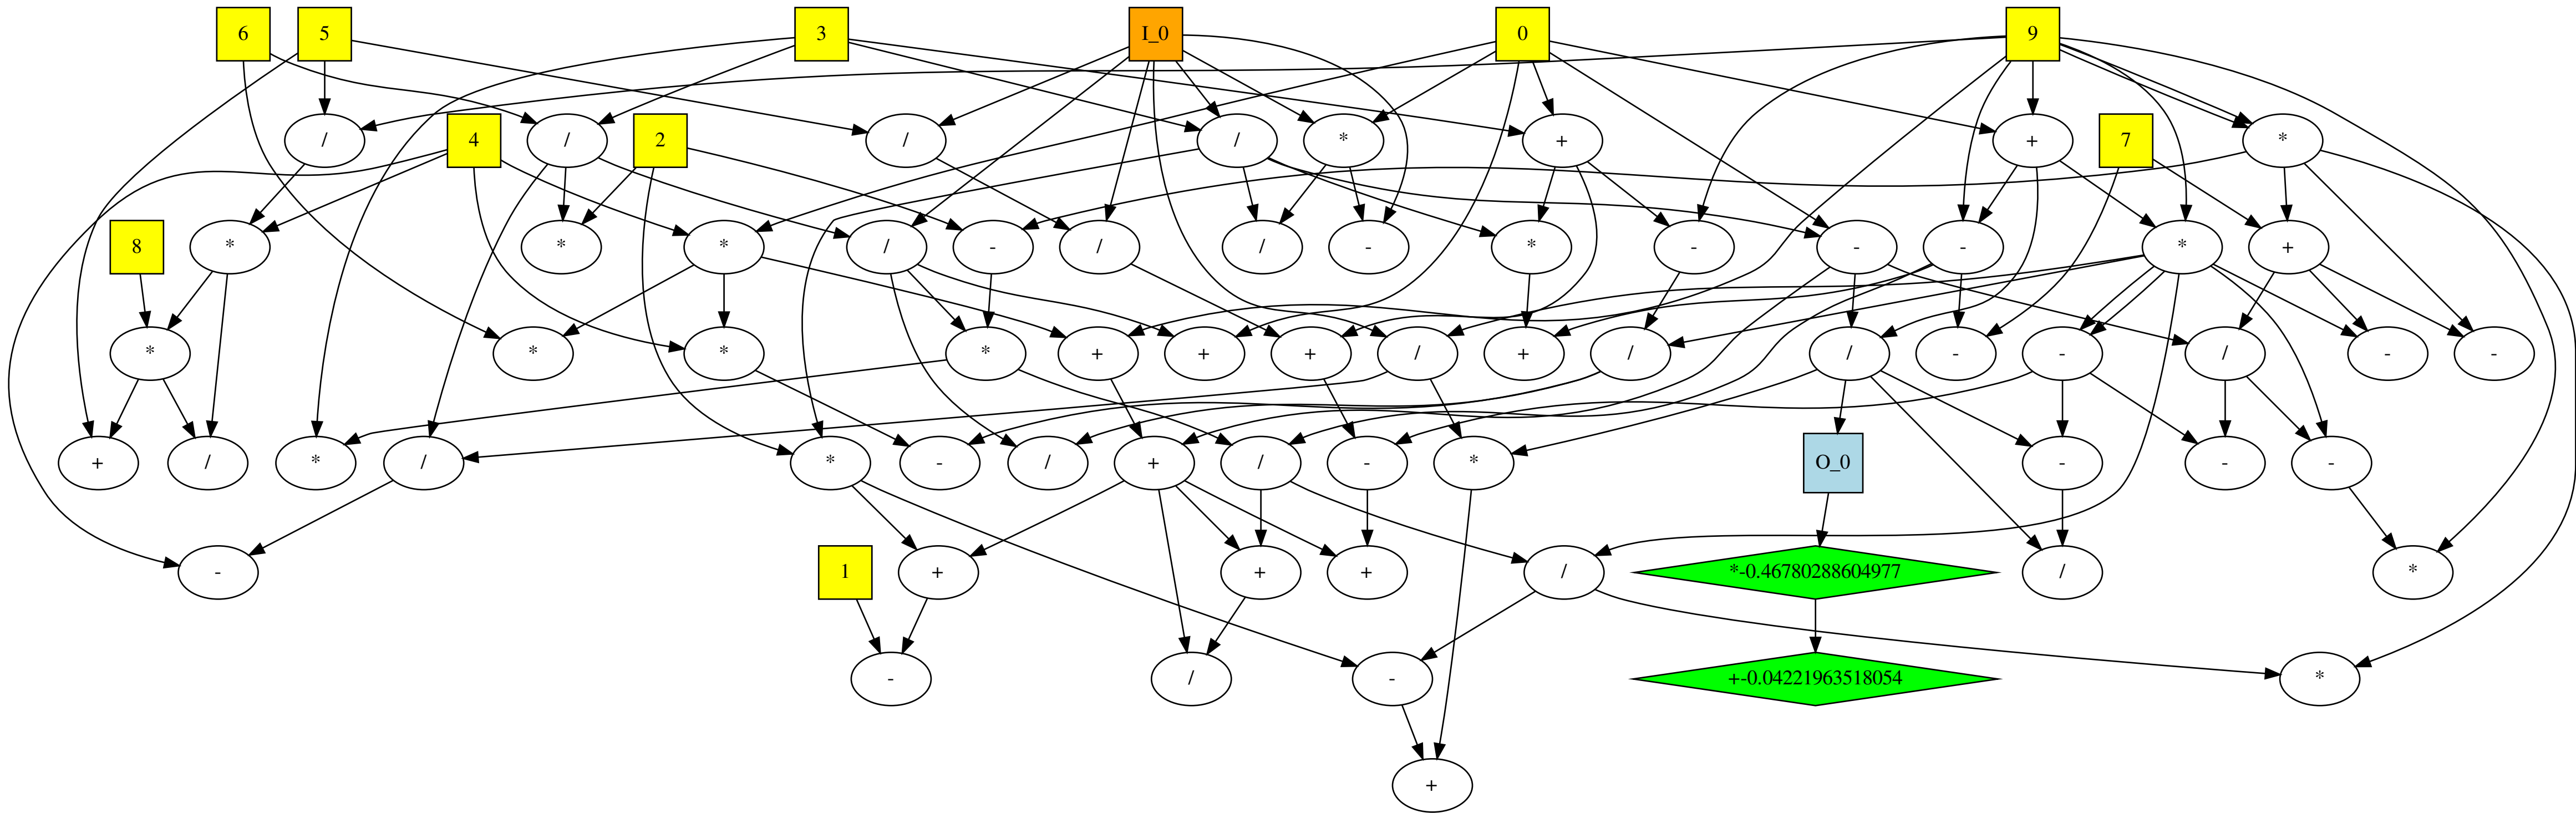 6 5 3 I_0 0 9
/ / 4 2 / / * + + 7 *
8 * * * / - / / - * - - - * +
* * * * + + + / + / / - - / - -
+ / * / * - / + / - * O_0 - - -
- 1 + + + / *-0.46780288604977 / *
- / - +-0.04221963518054 *
+